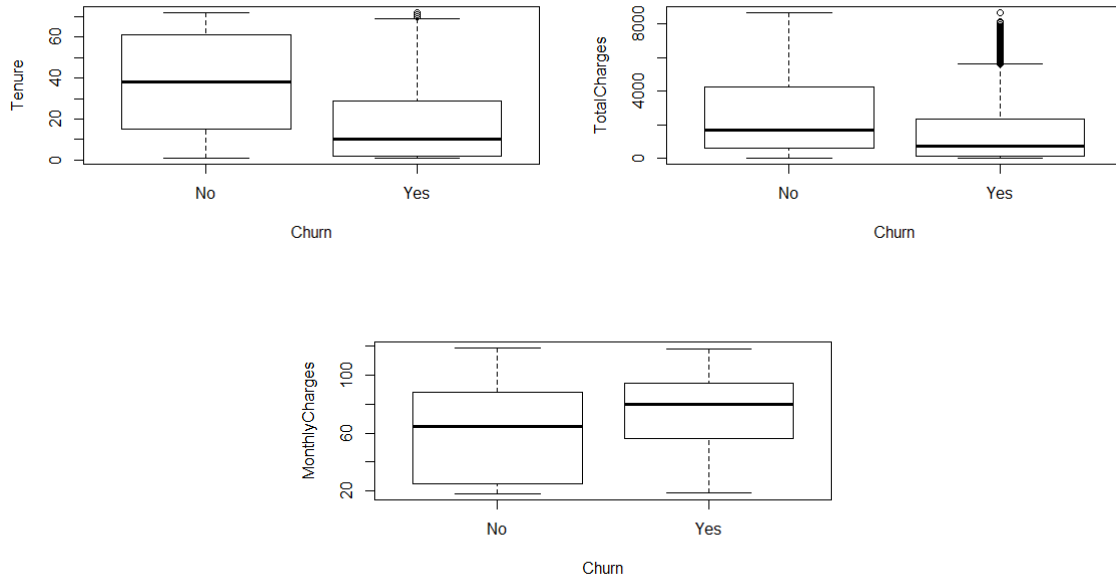 Tenure
0
20
40
60
No
Yes
Churn
TotalCharges
0
4000
8000
No
Yes
Churn
MonthlyCharges
20
60
100
No
Yes
Churn